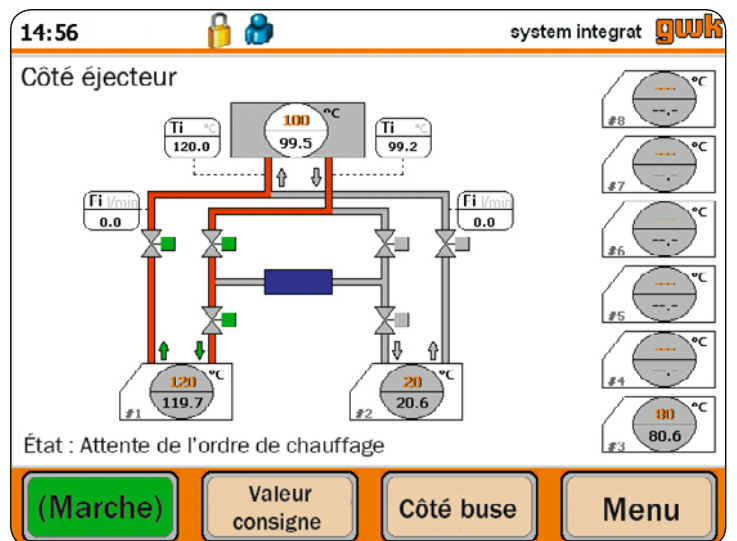 14:56
system integrat gwk
Côté éjecteur
100 °C
99.5
Ti °C
120.0
Ti °C
99.2
Fi l/min
0.0
Fi l/min
0.0
#1 120 °C
119.7
#2 20 °C
20.6
---- °C
--.-
#8
---- °C
--.-
#7
---- °C
--.-
#6
---- °C
--.-
#5
---- °C
--.-
#4
80 °C
80.6
#3
État : Attente de l'ordre de chauffage
(Marche)
Valeur
consigne
Côté buse
Menu